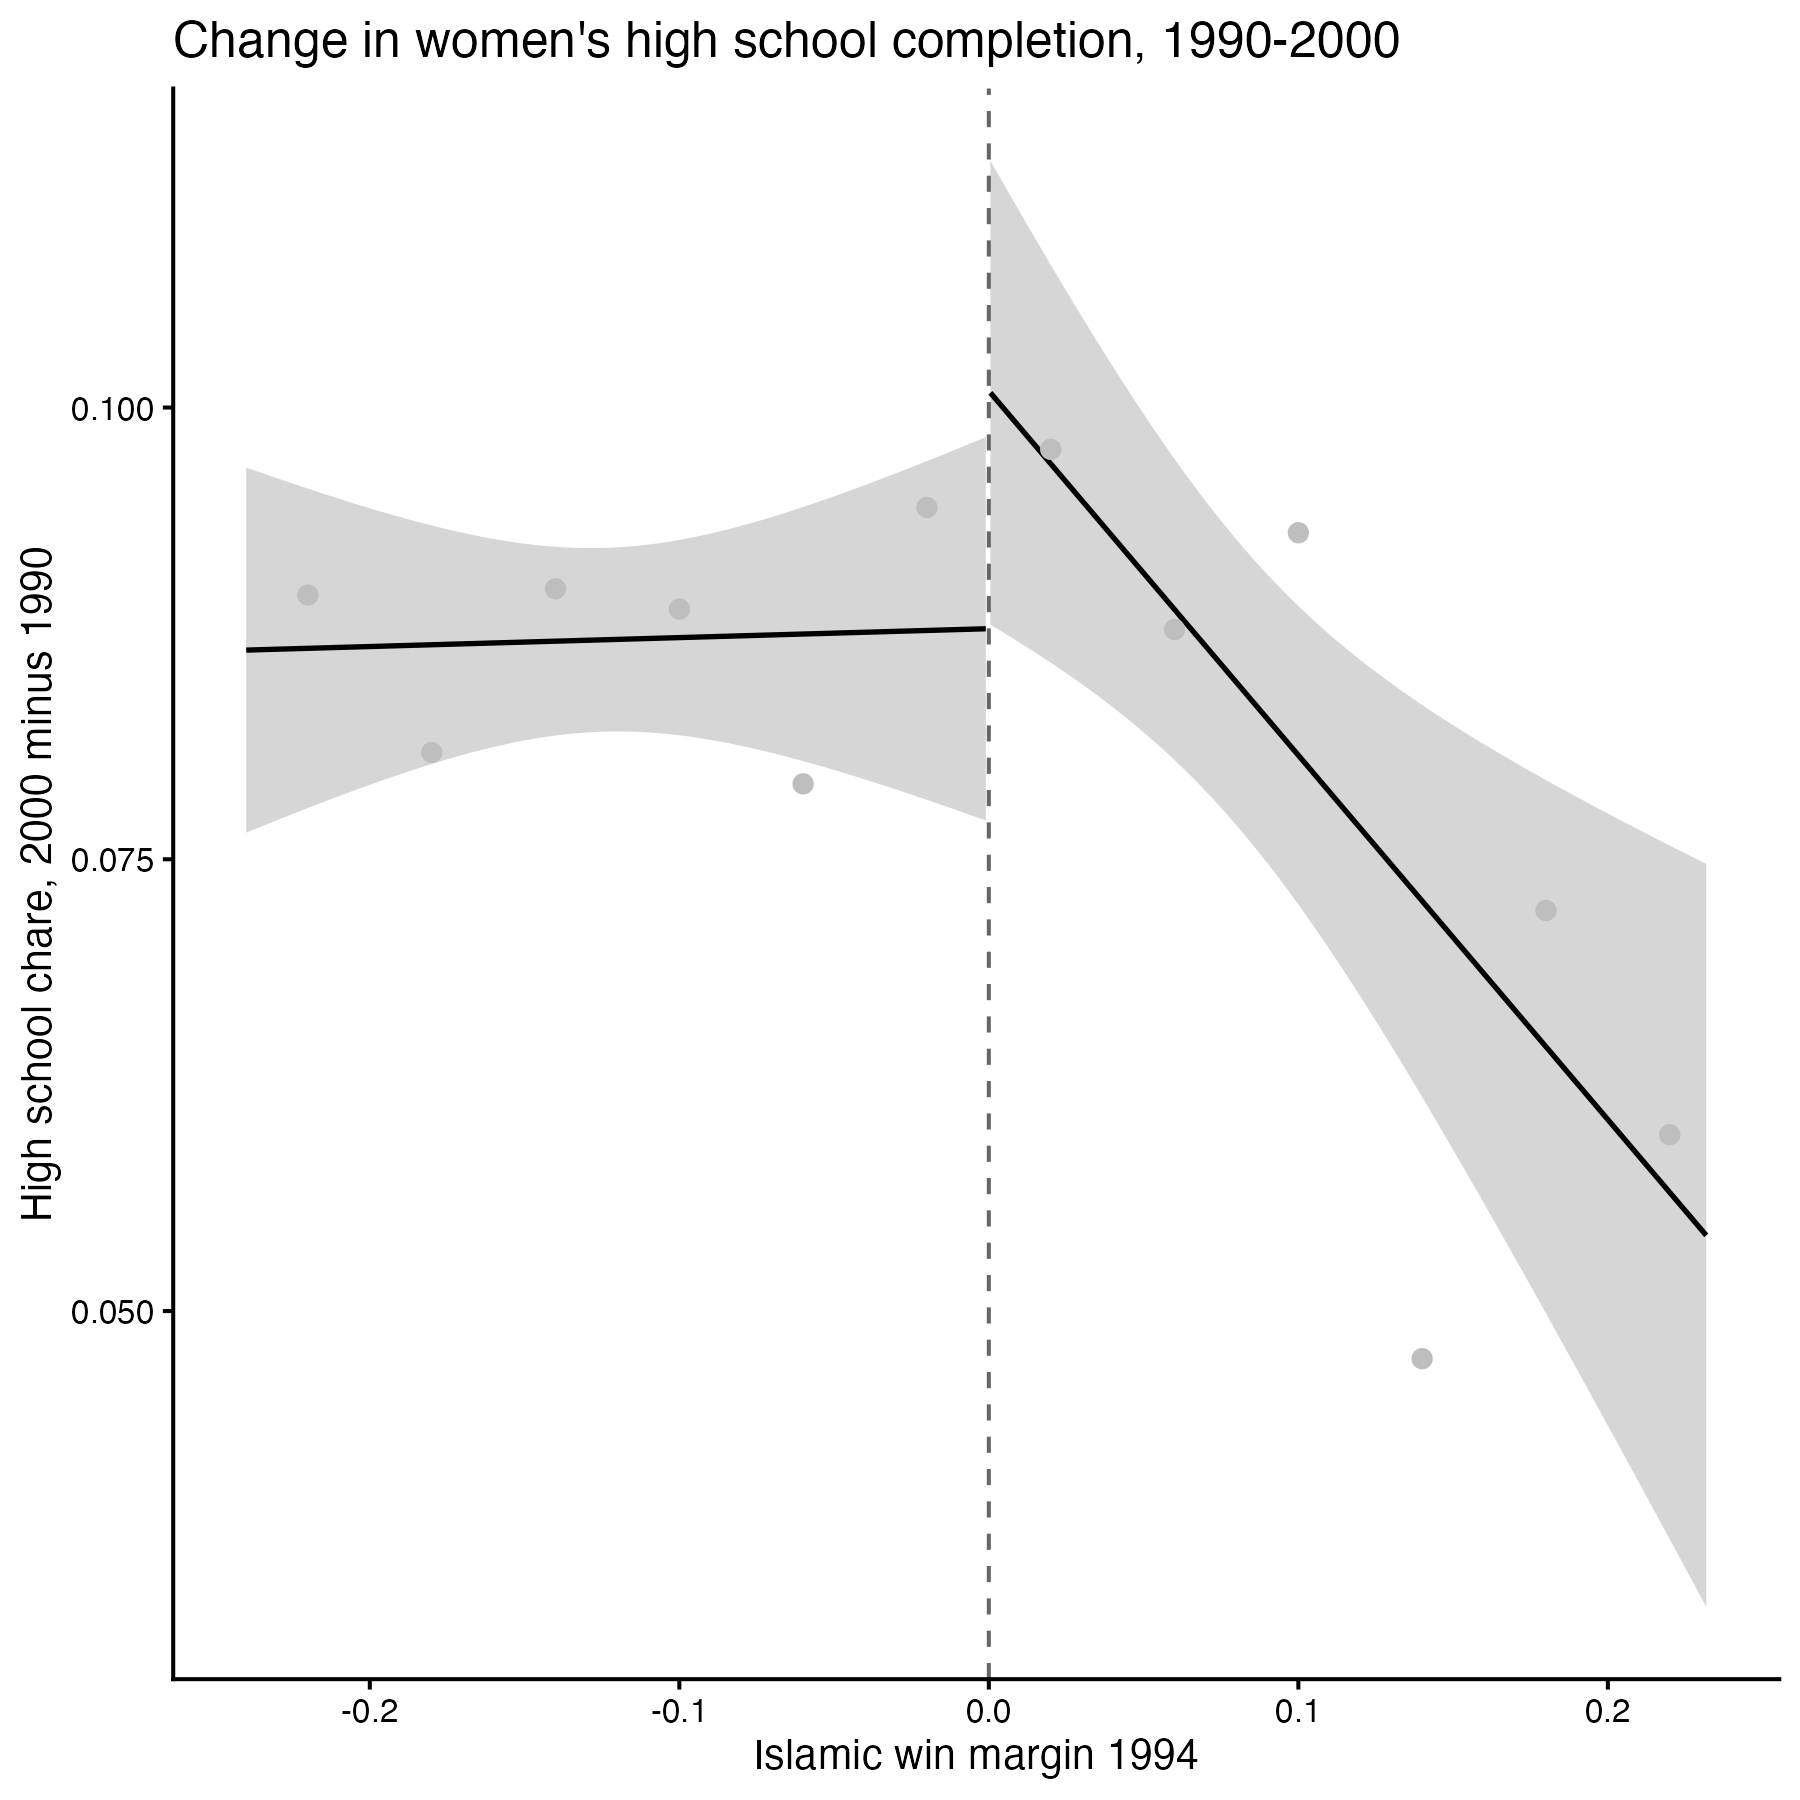 Change in women's high school completion, 1990-2000
High school chare, 2000 minus 1990
0.100
0.075
0.050
-0.2
-0.1
0.0
0.1
0.2
Islamic win margin 1994